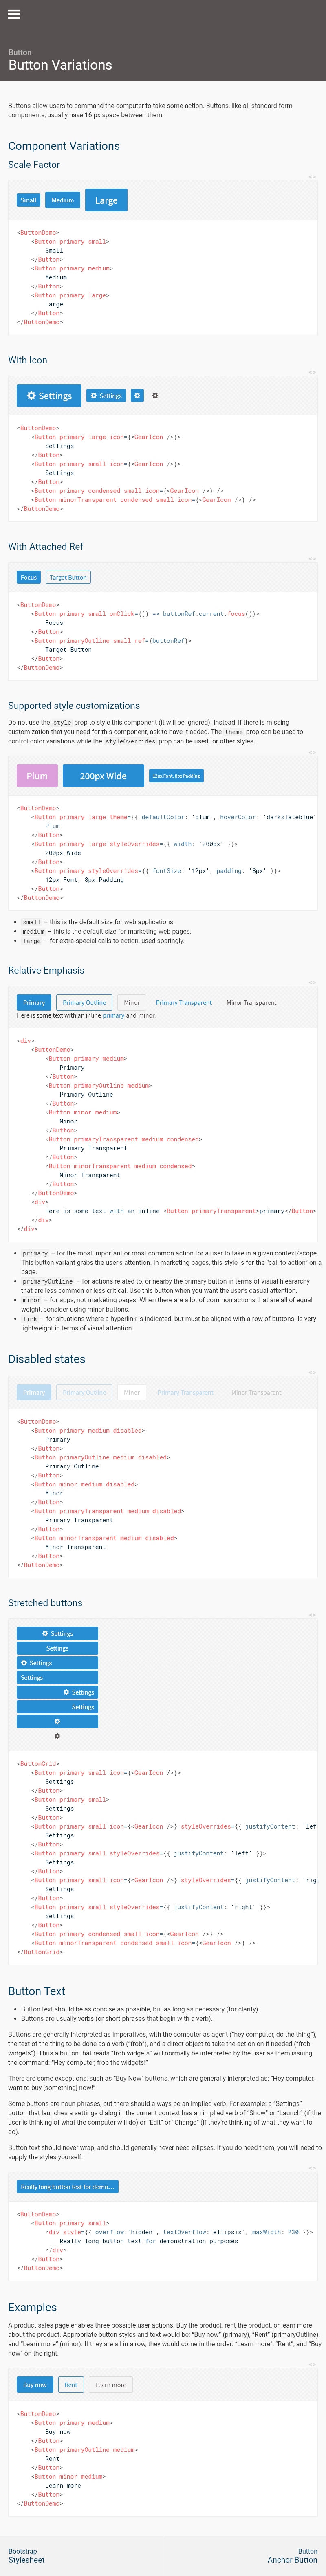 Button
Button Variations
Buttons allow users to command the computer to take some action. Buttons, like all standard form
components, usually have 16 px space between them.
Component Variations
Scale Factor
<>
Small Medium Large
<ButtonDemo>
<Button primary small>
Small
</Button>
<Button primary medium>
Medium
</Button>
<Button primary large>
Large
</Button>
</ButtonDemo>
With Icon
<>
Settings Settings
<ButtonDemo>
<Button primary large icon={<GearIcon />}>
Settings
</Button>
<Button primary small icon={<GearIcon />}>
Settings
</Button>
<Button primary condensed small icon={<GearIcon />} />
<Button minorTransparent condensed small icon={<GearIcon />} />
</ButtonDemo>
With Attached Ref
<>
Focus Target Button
<ButtonDemo>
<Button primary small onClick={() => buttonRef.current.focus()}>
Focus
</Button>
<Button primaryOutline small ref={buttonRef}>
Target Button
</Button>
</ButtonDemo>
Supported style customizations
Do not use the style prop to style this component (it will be ignored). Instead, if there is missing
customization that you need for this component, ask to have it added. The theme prop can be used to
control color variations while the styleOverrides prop can be used for other styles.
<>
Plum 200px Wide 12px Font, 8px Padding
<ButtonDemo>
<Button primary large theme={{ defaultColor: 'plum', hoverColor: 'darkslateblue'
Plum
</Button>
<Button primary large styleOverrides={{ width: '200px' }}>
200px Wide
</Button>
<Button primary styleOverrides={{ fontSize: '12px', padding: '8px' }}>
12px Font, 8px Padding
</Button>
</ButtonDemo>
• small – this is the default size for web applications.
• medium – this is the default size for marketing web pages.
• large – for extra-special calls to action, used sparingly.
Relative Emphasis
<>
Primary Primary Outline Minor Primary Transparent Minor Transparent
Here is some text with an inline primary and minor.
<div>
<ButtonDemo>
<Button primary medium>
Primary
</Button>
<Button primaryOutline medium>
Primary Outline
</Button>
<Button minor medium>
Minor
</Button>
<Button primaryTransparent medium condensed>
Primary Transparent
</Button>
<Button minorTransparent medium condensed>
Minor Transparent
</Button>
</ButtonDemo>
<div>
Here is some text with an inline <Button primaryTransparent>primary</Button>
</div>
</div>
• primary – for the most important or most common action for a user to take in a given context/scope.
This button variant grabs the user's attention. In marketing pages, this style is for the "call to action" on a
page.
• primaryOutline – for actions related to, or nearby the primary button in terms of visual hiearchy
that are less common or less critical. Use this button when you want the user's casual attention.
• minor – for apps, not marketing pages. When there are a lot of common actions that are all of equal
weight, consider using minor buttons.
• link – for situations where a hyperlink is not indicated, but must be aligned with a row of buttons. Is very
lightweight in terms of visual attention.
Disabled states
<>
Primary Primary Outline Minor Primary Transparent Minor Transparent
<ButtonDemo>
<Button primary medium disabled>
Primary
</Button>
<Button primaryOutline medium disabled>
Primary Outline
</Button>
<Button minor medium disabled>
Minor
</Button>
<Button primaryTransparent medium disabled>
Primary Transparent
</Button>
<Button minorTransparent medium disabled>
Minor Transparent
</Button>
</ButtonDemo>
Stretched buttons
<>
Settings
Settings
Settings
Settings
Settings
Settings
<ButtonGrid>
<Button primary small icon={<GearIcon />}>
Settings
</Button>
<Button primary small>
Settings
</Button>
<Button primary small icon={<GearIcon />} styleOverrides={{ justifyContent: 'lef
Settings
</Button>
<Button primary small styleOverrides={{ justifyContent: 'left' }}>
Settings
</Button>
<Button primary small icon={<GearIcon />} styleOverrides={{ justifyContent: 'righ
Settings
</Button>
<Button primary small styleOverrides={{ justifyContent: 'right' }}>
Settings
</Button>
<Button primary condensed small icon={<GearIcon />} />
<Button minorTransparent condensed small icon={<GearIcon />} />
</ButtonGrid>
Button Text
• Button text should be as concise as possible, but as long as necessary (for clarity).
• Buttons are usually verbs (or short phrases that begin with a verb).
Buttons are generally interpreted as imperatives, with the computer as agent ("hey computer, do the thing"),
the text of the thing to be done as a verb ("frob"), and a direct object to take the action on if needed ("frob
widgets"). Thus a button that reads "frob widgets" will normally be interpreted by the user as them issuing
the command: "Hey computer, frob the widgets!"
There are some exceptions, such as "Buy Now" buttons, which are generally interpreted as: "Hey computer, I
want to buy [something] now!"
Some buttons are noun phrases, but there should always be an implied verb. For example: a "Settings"
button that launches a settings dialog in the current context has an implied verb of "Show" or "Launch" (if the
user is thinking of what the computer will do) or "Edit" or "Change" (if they're thinking of what they want to
do).
Button text should never wrap, and should generally never need ellipses. If you do need them, you will need to
supply the styles yourself:
<>
Really long button text for demo...
<ButtonDemo>
<Button primary small>
<div style={{ overflow:'hidden', textOverflow:'ellipsis', maxWidth: 230 }}>
Really long button text for demonstration purposes
</div>
</Button>
</ButtonDemo>
Examples
A product sales page enables three possible user actions: Buy the product, rent the product, or learn more
about the product. Appropriate button styles and text would be: "Buy now" (primary), "Rent" (primaryOutline),
and "Learn more" (minor). If they are all in a row, they would come in the order: "Learn more", "Rent", and "Buy
now" on the right.
<>
Buy now Rent Learn more
<ButtonDemo>
<Button primary medium>
Buy now
</Button>
<Button primaryOutline medium>
Rent
</Button>
<Button minor medium>
Learn more
</Button>
</ButtonDemo>
Bootstrap
Stylesheet
Button
Anchor Button